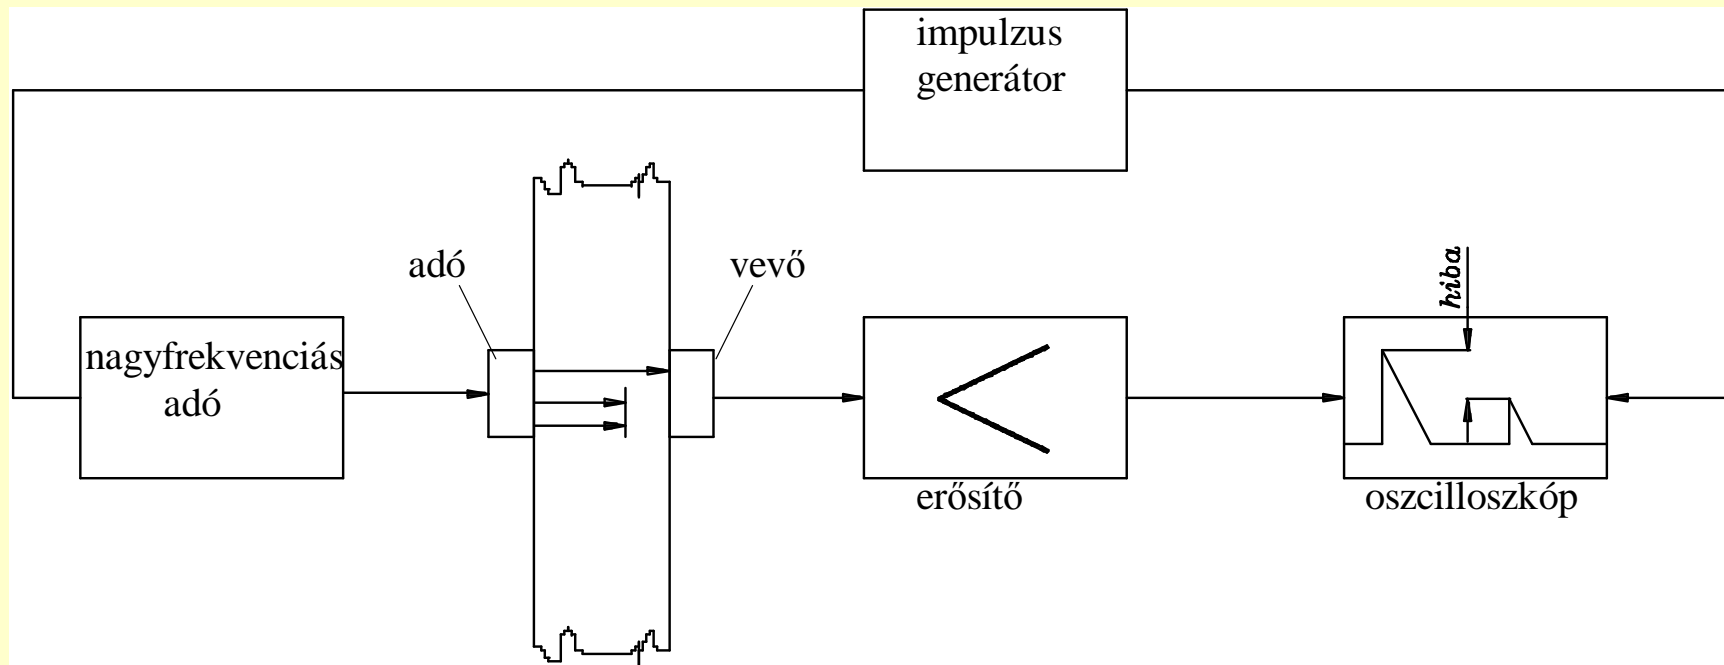 impulzus
generátor
adó
vevő
hiba
nagyfrekvenciás
adó
erősítő
oszcilloszkóp